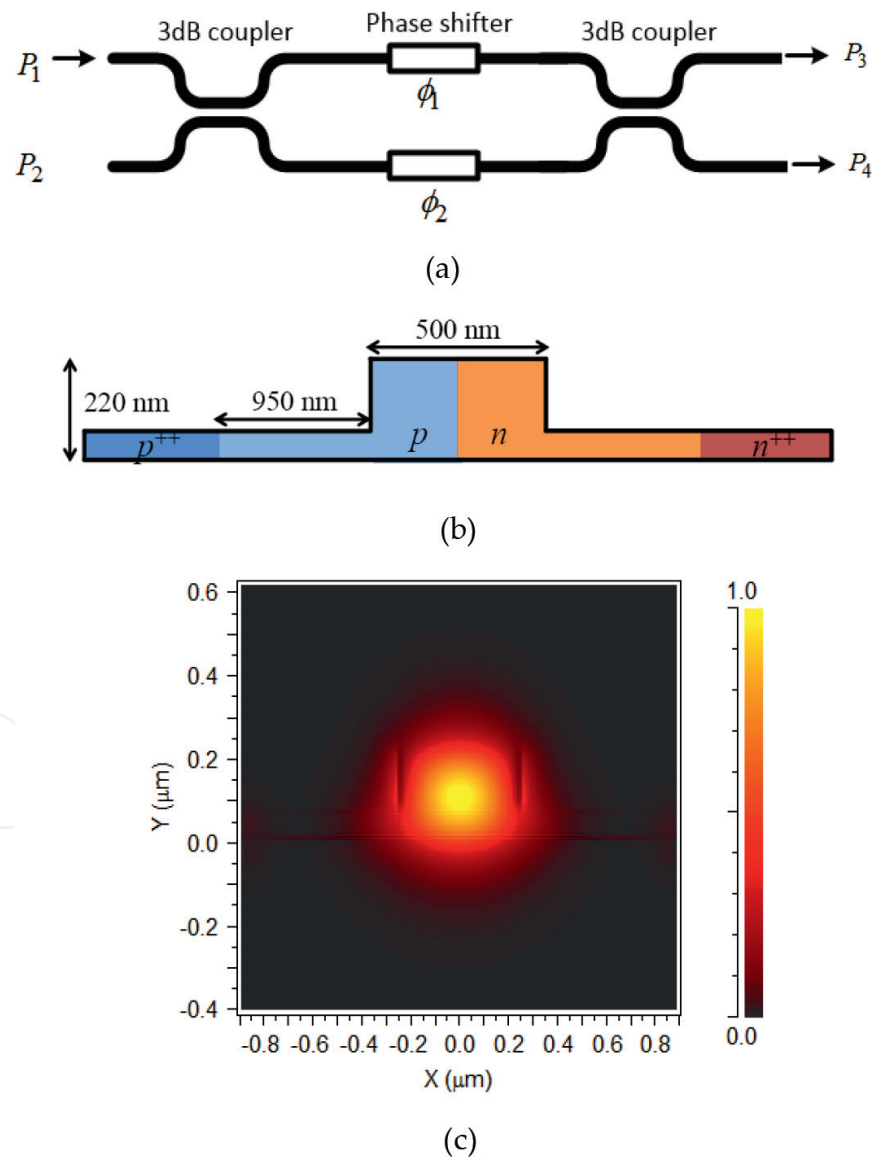 3dB coupler Phase shifter 3dB coupler
P₁ P₃
ϕ₁
P₂ P₄
ϕ₂
(a)
500 nm
220 nm 950 nm
p⁺⁺ p n n⁺⁺
(b)
0.6
0.4
0.2
0.0
-0.2
-0.4
Y (µm)
-0.8 -0.6 -0.4 -0.2 0.0 0.2 0.4 0.6 0.8
X (µm)
1.0
0.0
(c)